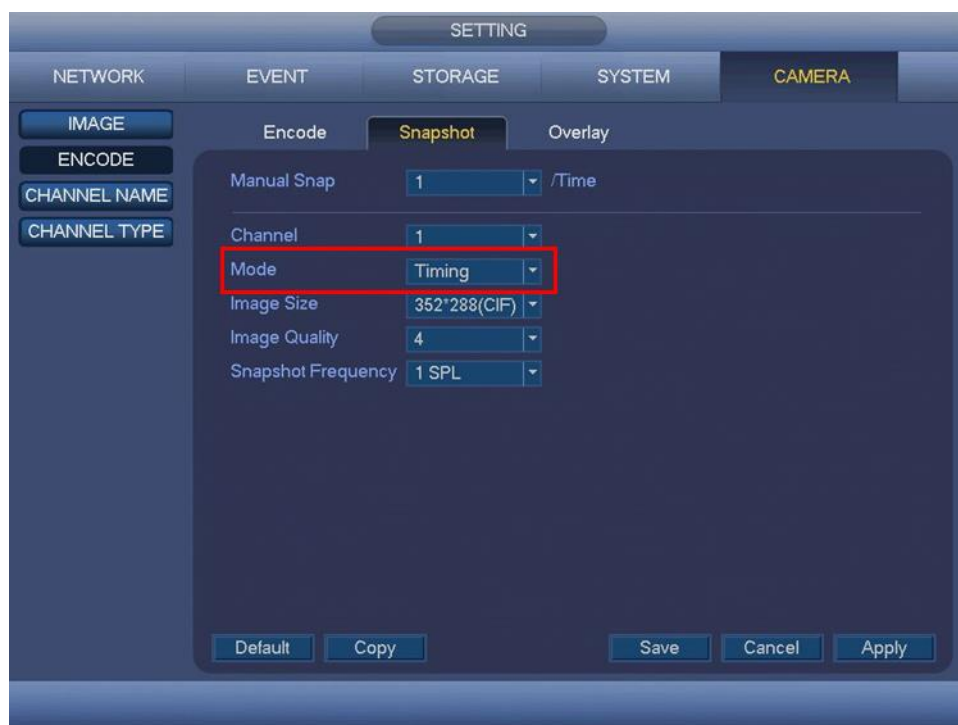 SETTING
NETWORK EVENT STORAGE SYSTEM CAMERA
IMAGE
ENCODE
CHANNEL NAME
CHANNEL TYPE
Encode Snapshot Overlay
Manual Snap 1 /Time
Channel 1
Mode Timing
Image Size 352*288(CIF)
Image Quality 4
Snapshot Frequency 1 SPL
Default Copy Save Cancel Apply